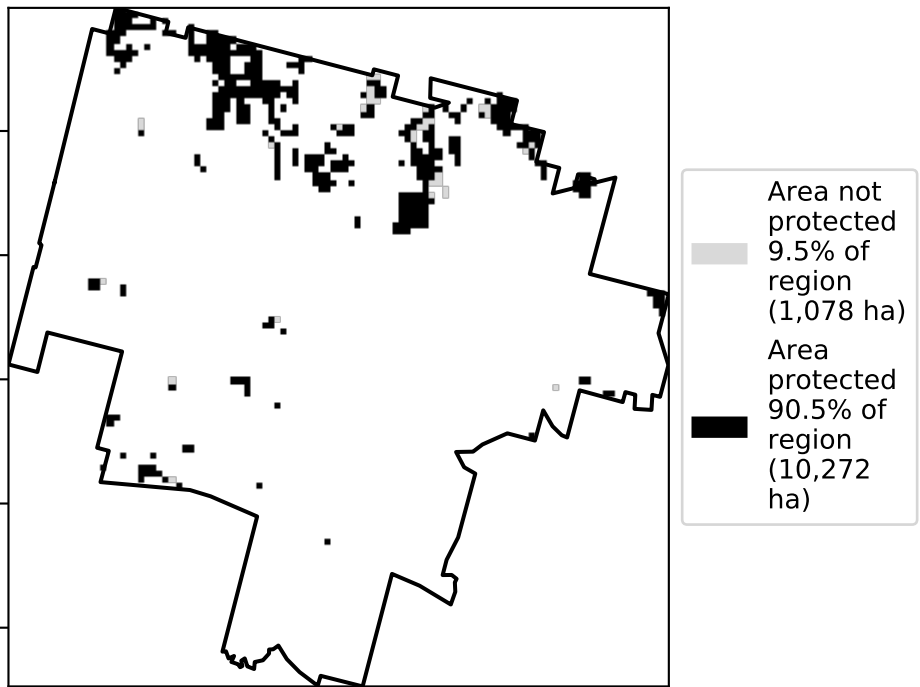 Area not
protected
9.5% of
region
(1,078 ha)
Area
protected
90.5% of
region
(10,272
ha)